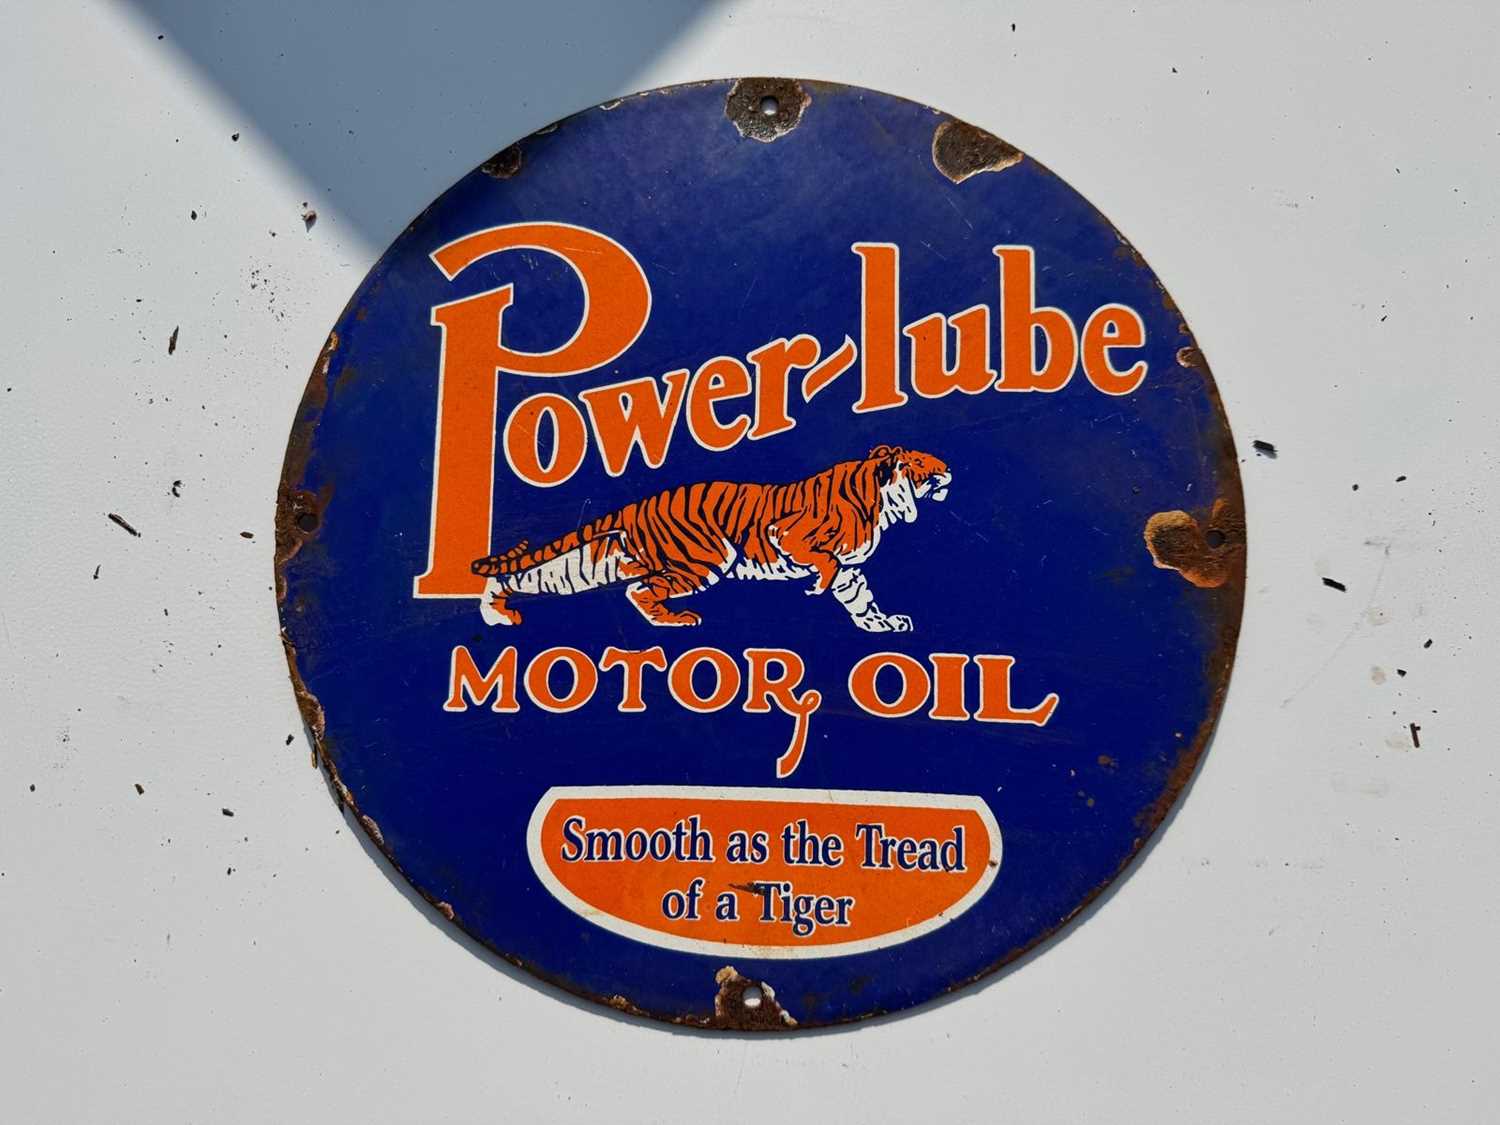 Power-lube
MOTOR OIL
Smooth as the Tread
of a Tiger